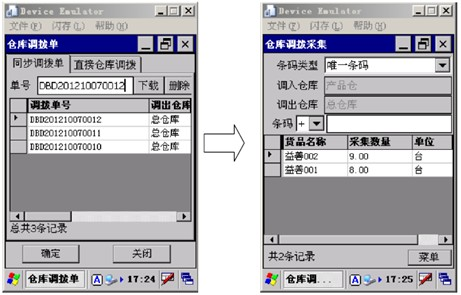 Device Emulator
文件(F) 闪存(L) 帮助(H)
仓库调拨单
同步调拨单 直接仓库调拨
单号 DBD201210070012 下载 删除
调拨单号 调出仓库
DBD201210070012 总仓库
DBD201210070011 总仓库
DBD201210070010 总仓库
总共3条记录
确定 关闭
仓库调拨单 A 17:24
Device Emulator
文件(F) 闪存(L) 帮助(H)
仓库调拨采集
条码类型 唯一条码
调入仓库 产品仓
调出仓库 总仓库
条码 +
货品名称 采集数量 单位
益善002 9.00 台
益善001 8.00 台
共2条记录 菜单
仓库调... A 17:25